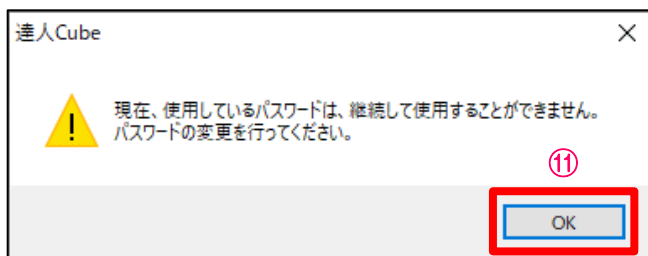 達人Cube
現在、使用しているパスワードは、継続して使用することができません。
パスワードの変更を行ってください。
⑪
OK